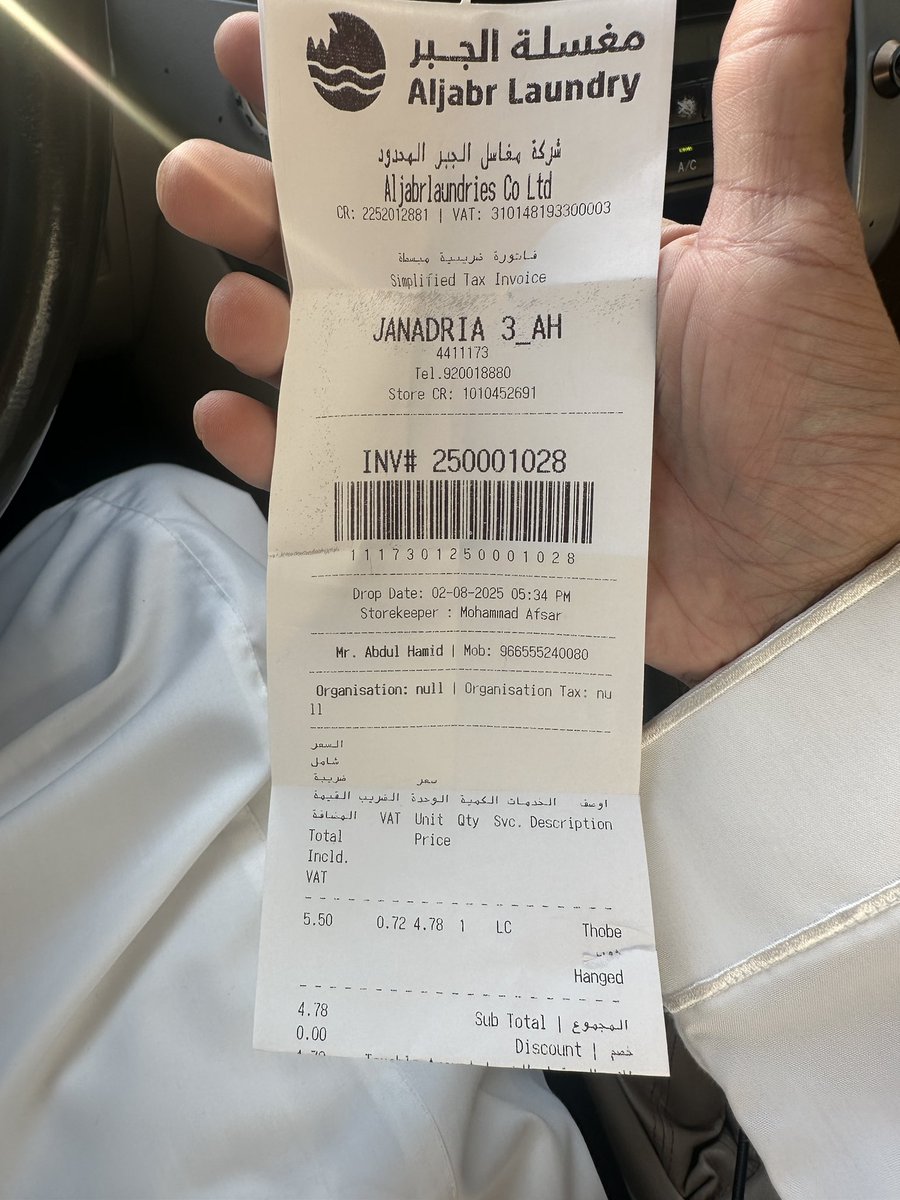 مغسلة الجبر
Aljabr Laundry
شركة مغاسل الجبر المحدود
Aljabrlaundries Co Ltd
CR: 2252012881 | VAT: 310148193300003
فاتورة ضريبية مبسطة
Simplified Tax Invoice
JANADRIA 3_AH
4411173
Tel.920018880
Store CR: 1010452691
INV# 250001028
1117301250001028
Drop Date: 02-08-2025 05:34 PM
Storekeeper : Mohammad Afsar
Mr. Abdul Hamid | Mob: 966555240080
Organisation: null | Organisation Tax: nu
ll
السعر
شامل
ضريبة سعر
القيمة الضريب الوحدة الكمية الخدمات اوصف
المضافة VAT Unit Qty Svc. Description
Total Price
Incld.
VAT
5.50 0.72 4.78 1 LC Thobe
ثوب
Hanged
4.78 Sub Total | المجموع
0.00 Discount | خصم